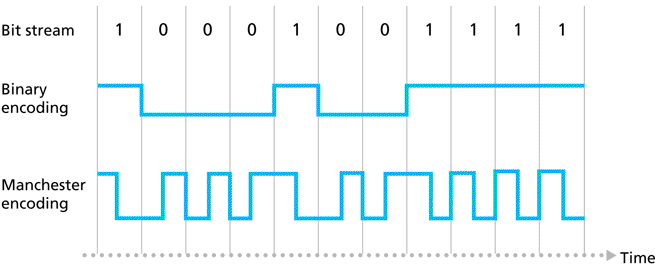 Bit stream 1 0 0 0 1 0 0 1 1 1 1
Binary
encoding
Manchester
encoding
Time